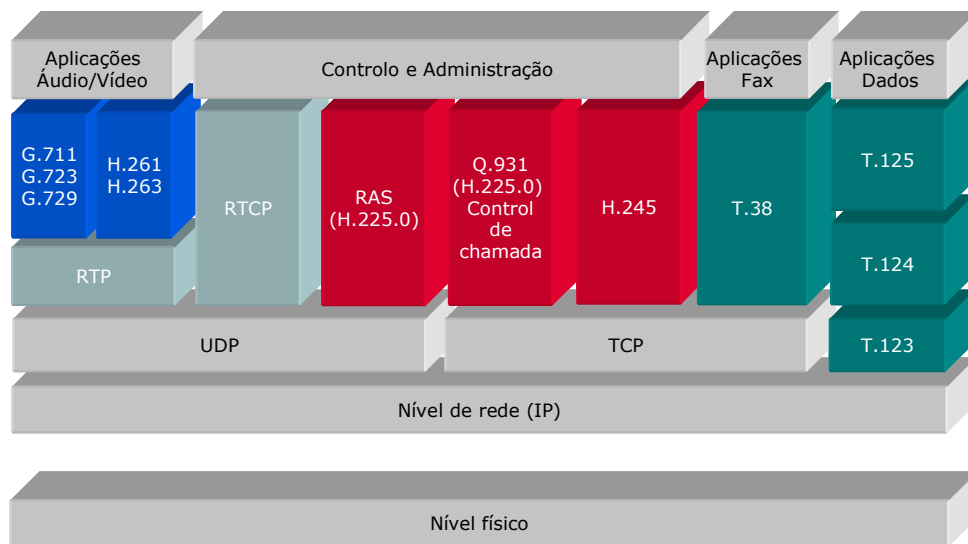 Aplicações
Áudio/Vídeo
Controlo e Administração
Aplicações
Fax
Aplicações
Dados
G.711
G.723
G.729
H.261
H.263
RTCP
RAS
(H.225.0)
Q.931
(H.225.0)
Control
de
chamada
H.245
T.38
T.125
RTP
T.124
UDP
TCP
T.123
Nível de rede (IP)
Nível físico